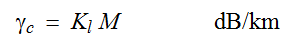 γc = Kl M dB/km